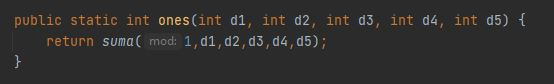 public static int ones(int d1, int d2, int d3, int d4, int d5) {
    return suma( mod: 1,d1,d2,d3,d4,d5);
}